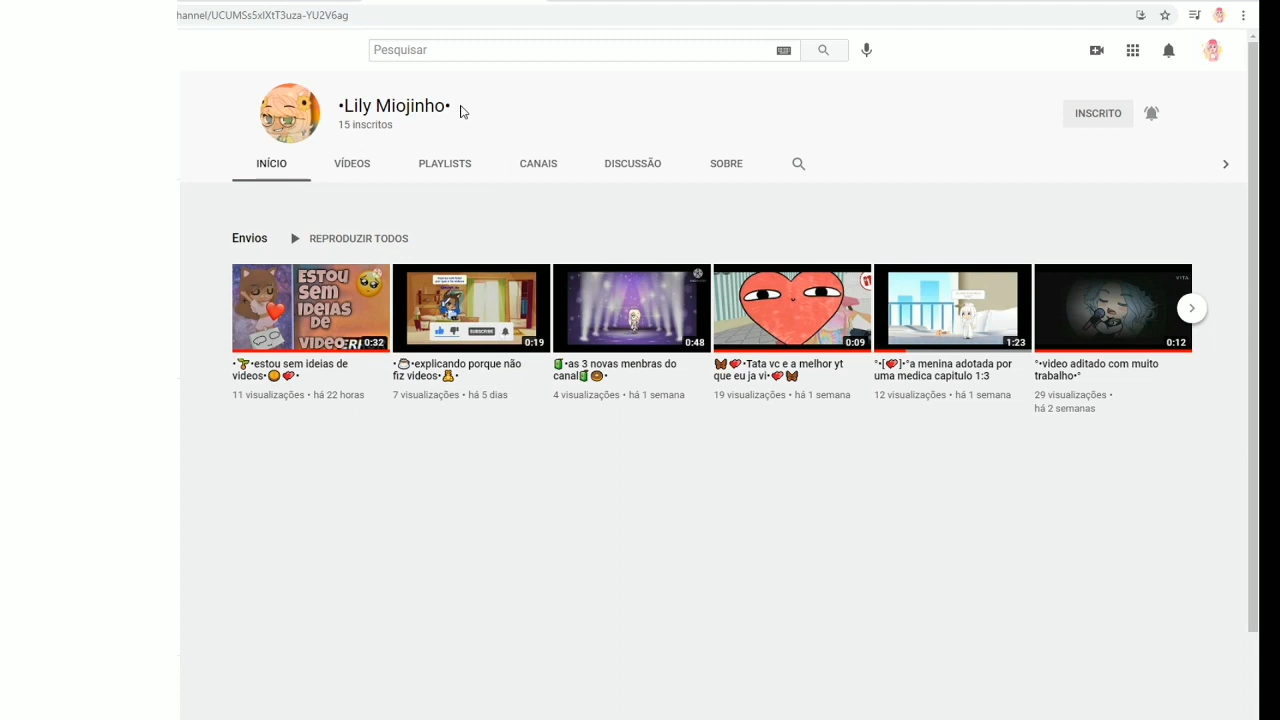 hannel/UCUMSs5xIXtT3uza-YU2V6ag
Pesquisar
•Lily Miojinho•
15 inscritos
INSCRITO
INÍCIO VÍDEOS PLAYLISTS CANAIS DISCUSSÃO SOBRE
Envios REPRODUZIR TODOS
ESTOU
SEM
IDEIAS
DE
VIDEO
0:32
SUBSCRIBE
0:19
0:48
0:09
1:23
VITA
0:12
•🔫•estou sem ideias de
videos•🥺💝•
11 visualizações • há 22 horas
•☕•explicando porque não
fiz videos•🧸•
7 visualizações • há 5 dias
🧃•as 3 novas menbras do
canal🧃🍩•
4 visualizações • há 1 semana
🦋💝•Tata vc e a melhor yt
que eu ja vi•💝🦋
19 visualizações • há 1 semana
°•[💝]•°a menina adotada por
uma medica capitulo 1:3
12 visualizações • há 1 semana
°•video aditado com muito
trabalho•°
29 visualizações •
há 2 semanas